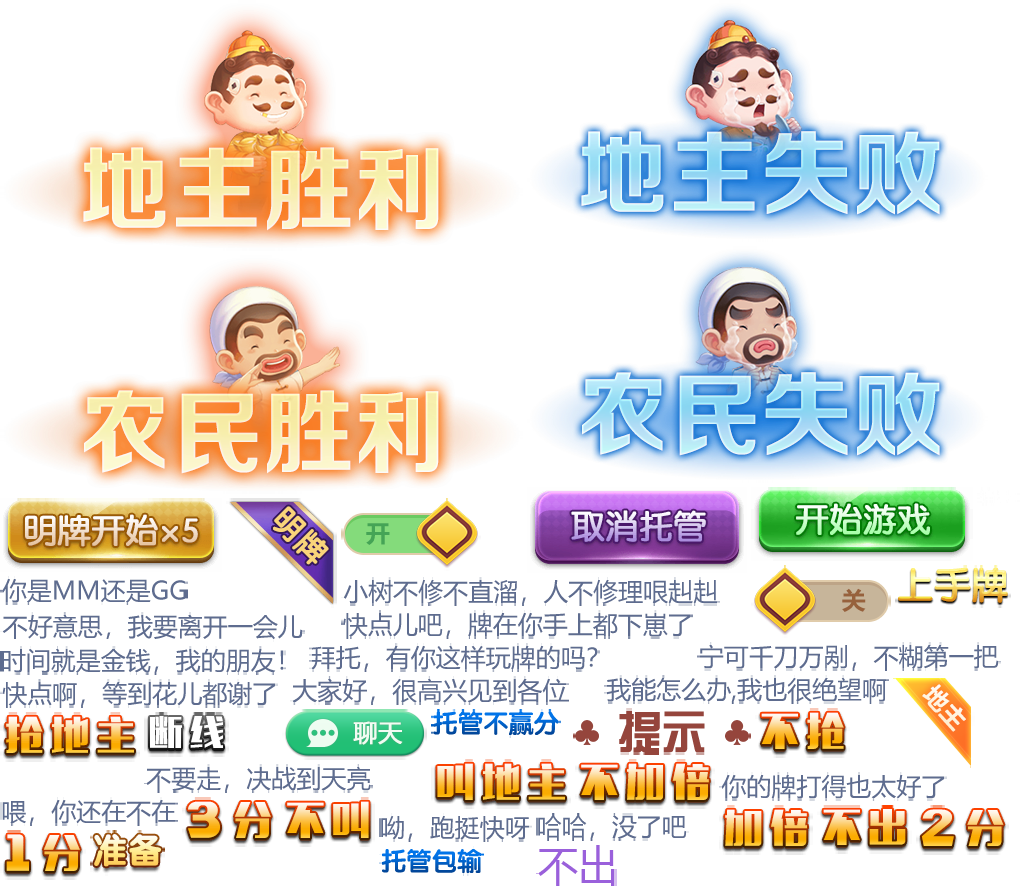 地主胜利
地主失败
农民胜利
农民失败
明牌开始×5
明牌
开
取消托管
开始游戏
你是MM还是GG
小树不修不直溜，人不修理哏赳赳
关
上手牌
不好意思，我要离开一会儿
快点儿吧，牌在你手上都下崽了
时间就是金钱，我的朋友！
拜托，有你这样玩牌的吗？
宁可千刀万剐，不糊第一把
快点啊，等到花儿都谢了
大家好，很高兴见到各位
我能怎么办,我也很绝望啊
地主
抢地主
断线
聊天
托管不赢分
提示
不抢
不要走，决战到天亮
叫地主
不加倍
你的牌打得也太好了
喂，你还在不在
3分
不叫
呦，跑挺快呀
哈哈，没了吧
加倍
不出
2分
1分
准备
托管包输
不出